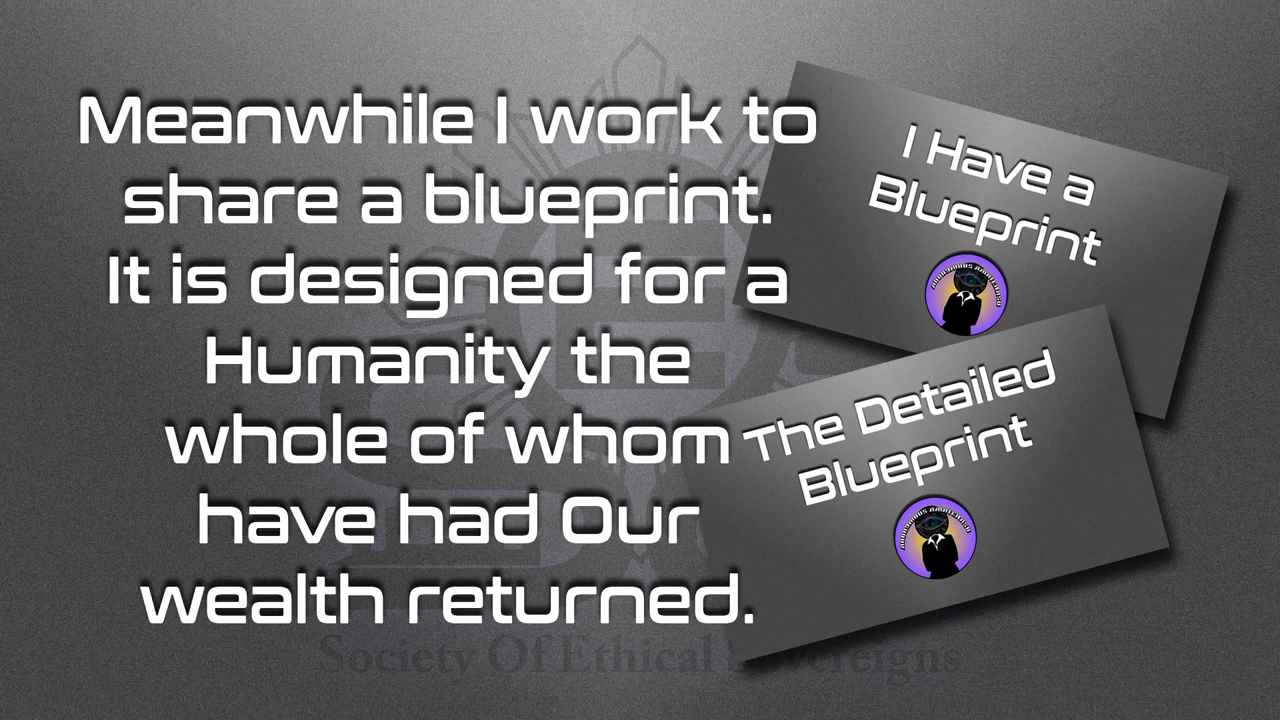 Meanwhile I work to
share a blueprint.
It is designed for a
Humanity the
whole of whom
have had Our
wealth returned.
I Have a
Blueprint
The Detailed
Blueprint
Society Of Ethical Sovereigns